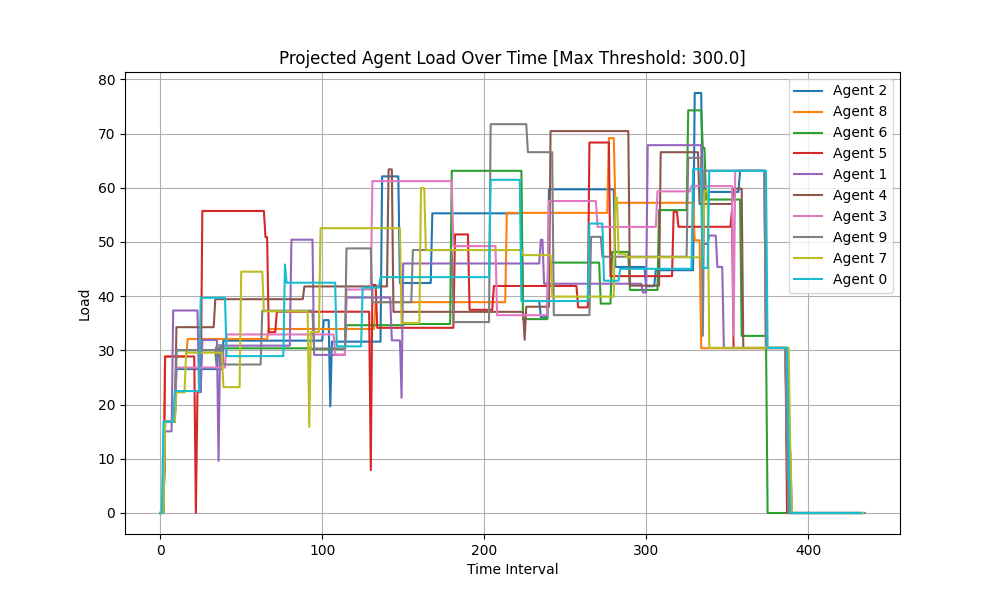 Projected Agent Load Over Time [Max Threshold: 300.0]
Load
80
70
60
50
40
30
20
10
0
0 100 200 300 400
Time Interval
Agent 2
Agent 8
Agent 6
Agent 5
Agent 1
Agent 4
Agent 3
Agent 9
Agent 7
Agent 0